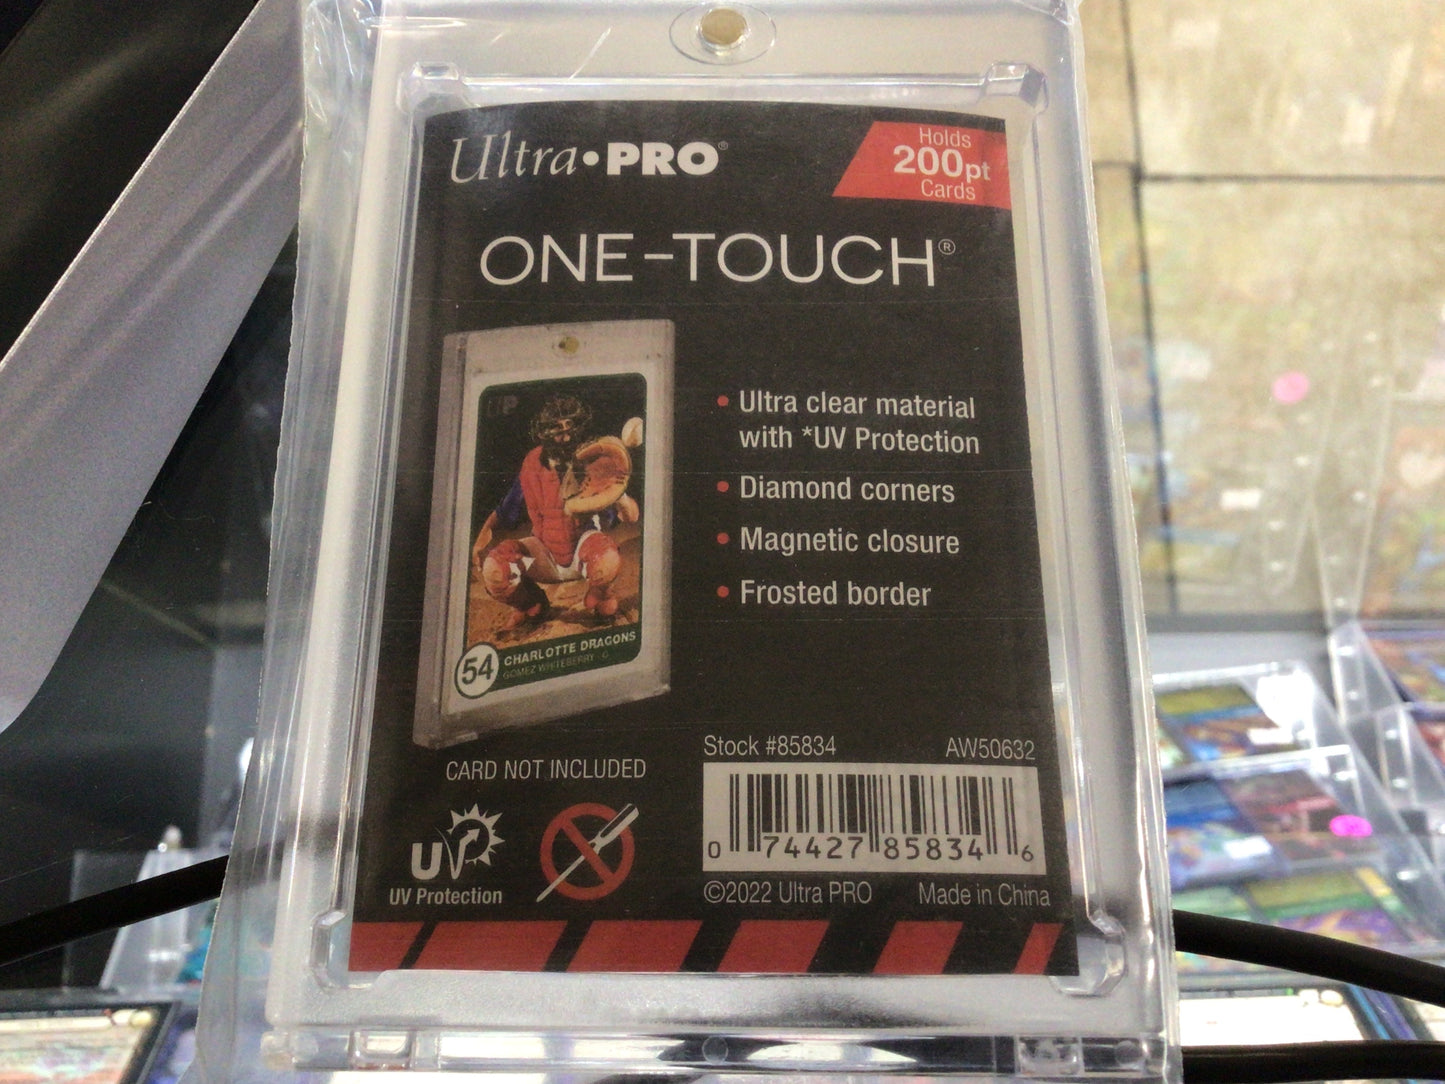 Ultra•PRO®
Holds
200pt
Cards
ONE-TOUCH®
UP
54
CHARLOTTE DRAGONS
GOMEZ WHITEBERRY C
• Ultra clear material
with *UV Protection
• Diamond corners
• Magnetic closure
• Frosted border
CARD NOT INCLUDED
Stock #85834
AW50632
0 74427 85834 6
UV
UV Protection
©2022 Ultra PRO
Made in China